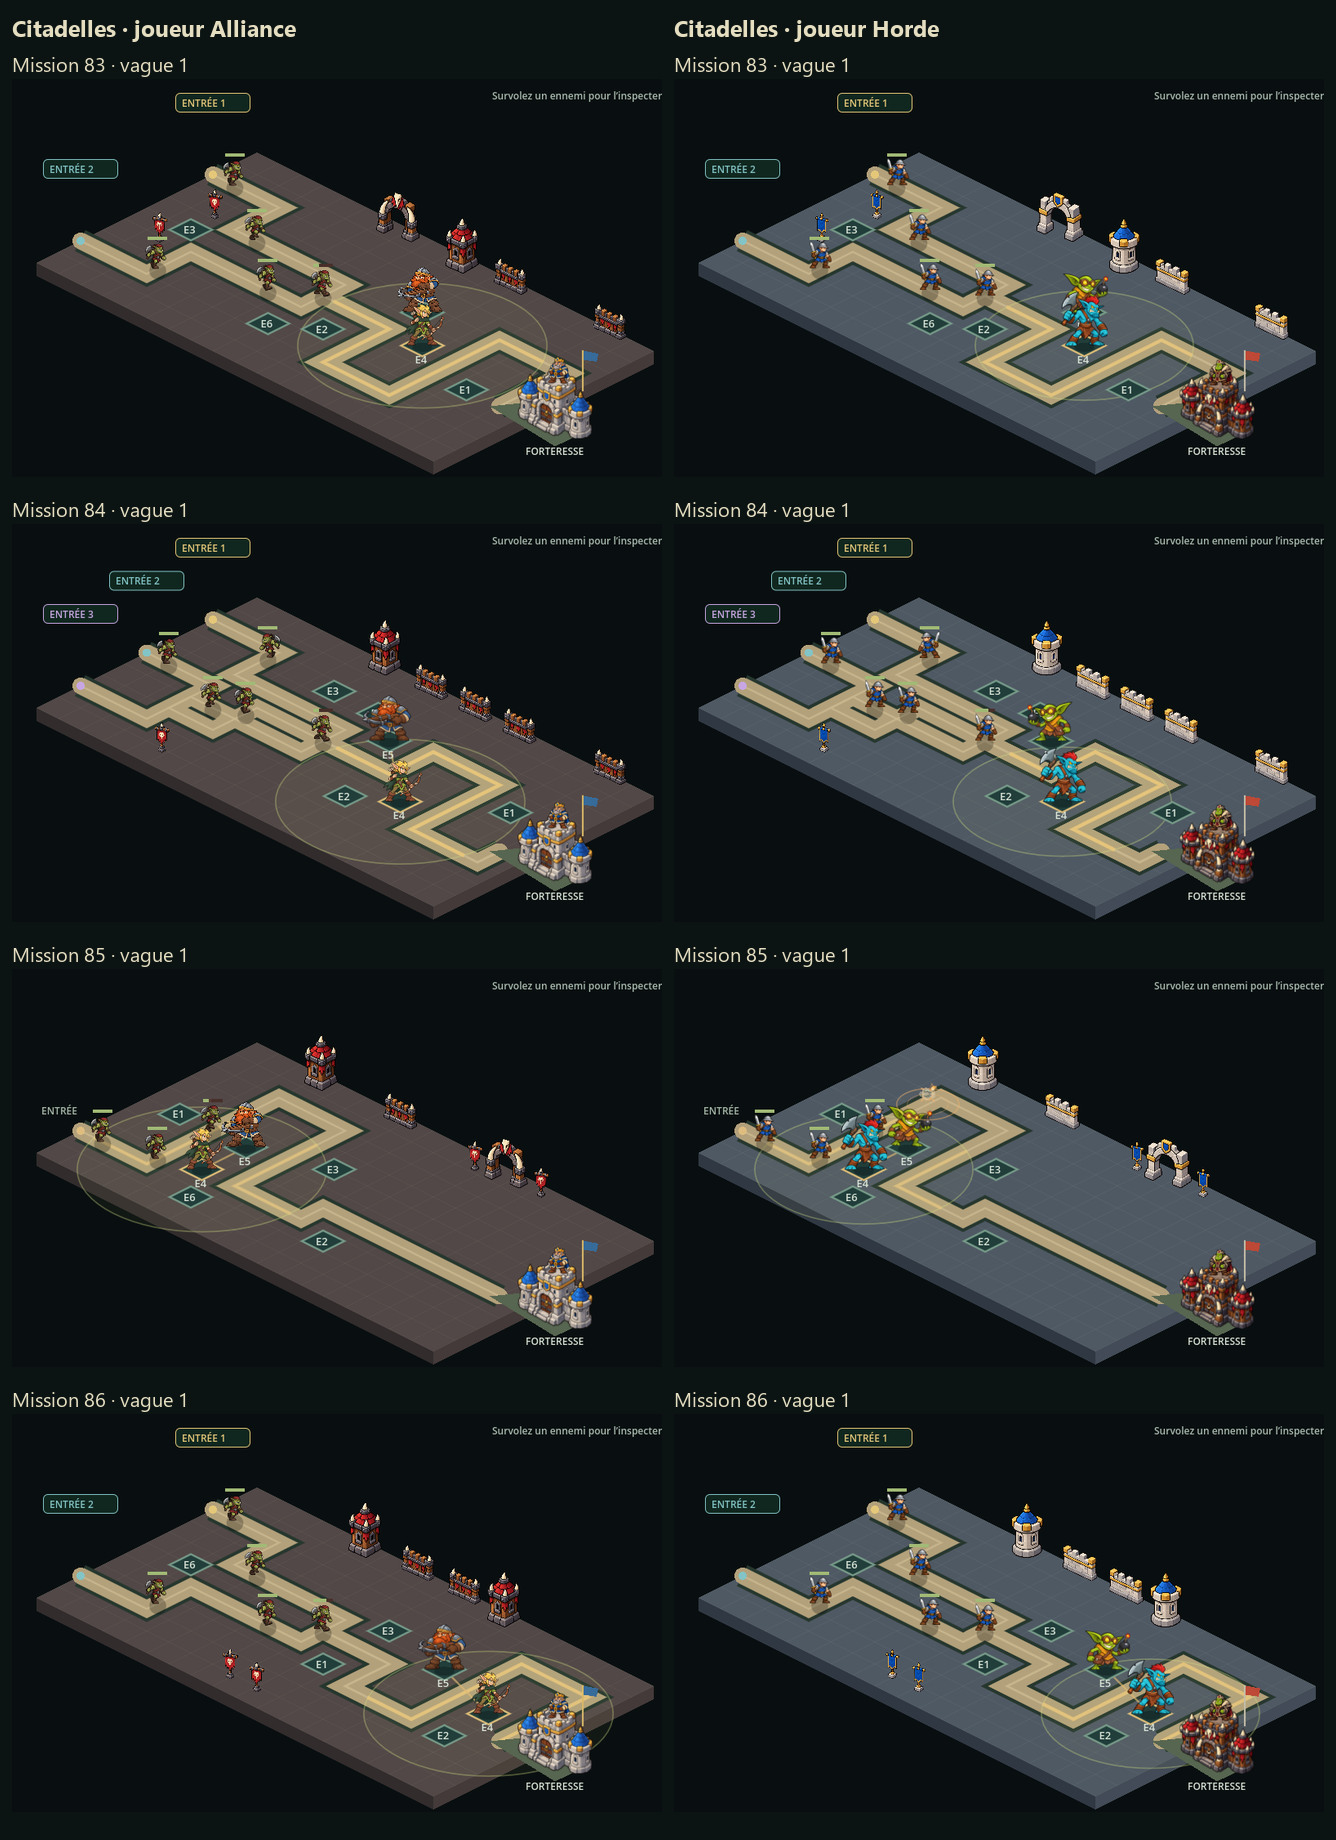 Citadelles · joueur Alliance
Citadelles · joueur Horde
Mission 83 · vague 1
Mission 83 · vague 1
ENTRÉE 1
Survolez un ennemi pour l'inspecter
ENTRÉE 2
E3
E6
E2
E4
E1
FORTERESSE
ENTRÉE 1
Survolez un ennemi pour l'inspecter
ENTRÉE 2
E3
E6
E2
E4
E1
FORTERESSE
Mission 84 · vague 1
Mission 84 · vague 1
ENTRÉE 1
Survolez un ennemi pour l'inspecter
ENTRÉE 2
ENTRÉE 3
E3
E5
E2
E4
E1
FORTERESSE
ENTRÉE 1
Survolez un ennemi pour l'inspecter
ENTRÉE 2
ENTRÉE 3
E3
E2
E4
E1
FORTERESSE
Mission 85 · vague 1
Mission 85 · vague 1
Survolez un ennemi pour l'inspecter
ENTRÉE
E1
E5
E3
E4
E6
E2
FORTERESSE
Survolez un ennemi pour l'inspecter
ENTRÉE
E1
E5
E3
E4
E6
E2
FORTERESSE
Mission 86 · vague 1
Mission 86 · vague 1
ENTRÉE 1
Survolez un ennemi pour l'inspecter
ENTRÉE 2
E6
E3
E1
E5
E4
E2
FORTERESSE
ENTRÉE 1
Survolez un ennemi pour l'inspecter
ENTRÉE 2
E6
E3
E1
E5
E4
E2
FORTERESSE